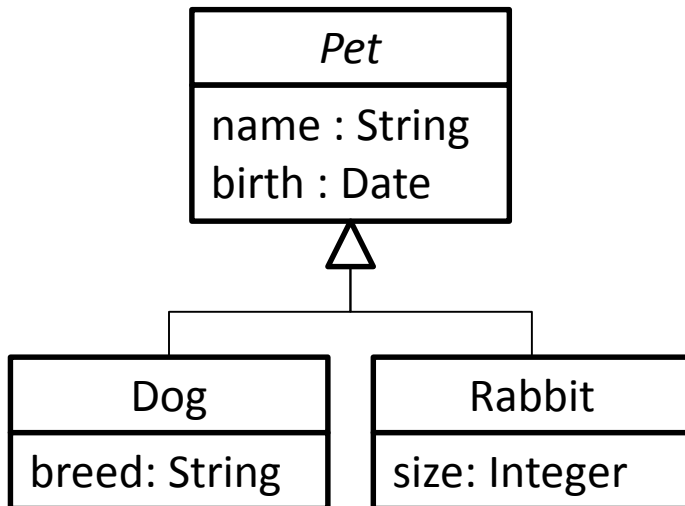 Pet
name : String
birth : Date
Dog
breed: String
Rabbit
size: Integer